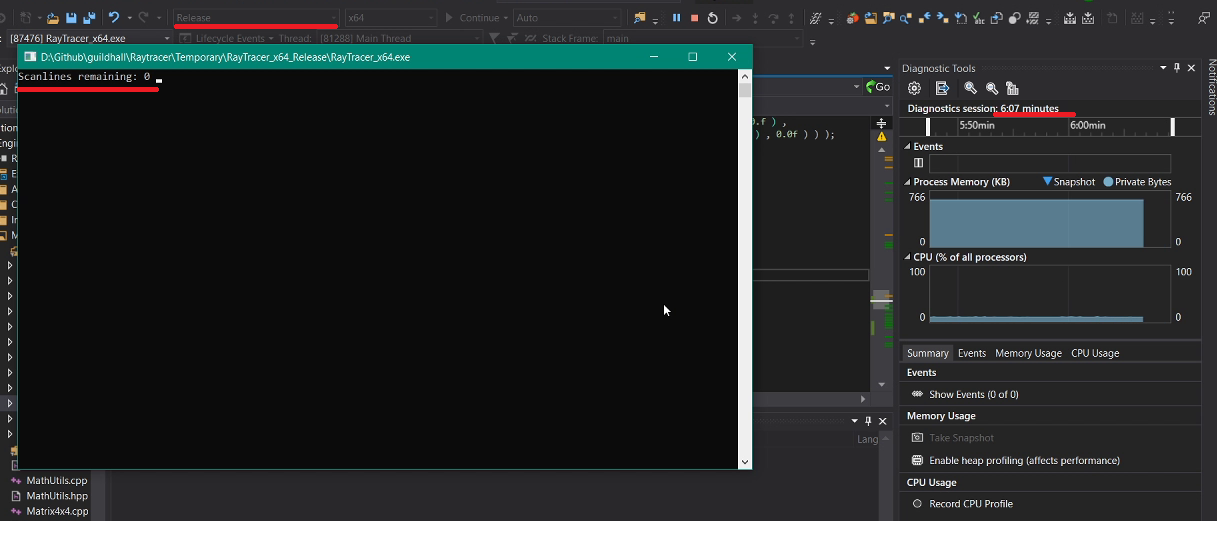 Release
x64
Continue
Auto
[87476] RayTracer_x64.exe
Lifecycle Events
Thread:
[81288] Main Thread
Stack Frame:
main
D:\Github\guildhall\Raytracer\Temporary\RayTracer_x64_Release\RayTracer_x64.exe
Scanlines remaining: 0
Go
) , 0.0f ) ) );
Lang
MathUtils.cpp
MathUtils.hpp
Matrix4x4.cpp
Diagnostic Tools
Diagnostics session: 6:07 minutes
5:50min
6:00min
Events
Process Memory (KB)
Snapshot
Private Bytes
766
766
0
0
CPU (% of all processors)
100
100
0
0
Summary
Events
Memory Usage
CPU Usage
Events
Show Events (0 of 0)
Memory Usage
Take Snapshot
Enable heap profiling (affects performance)
CPU Usage
Record CPU Profile
Notifications